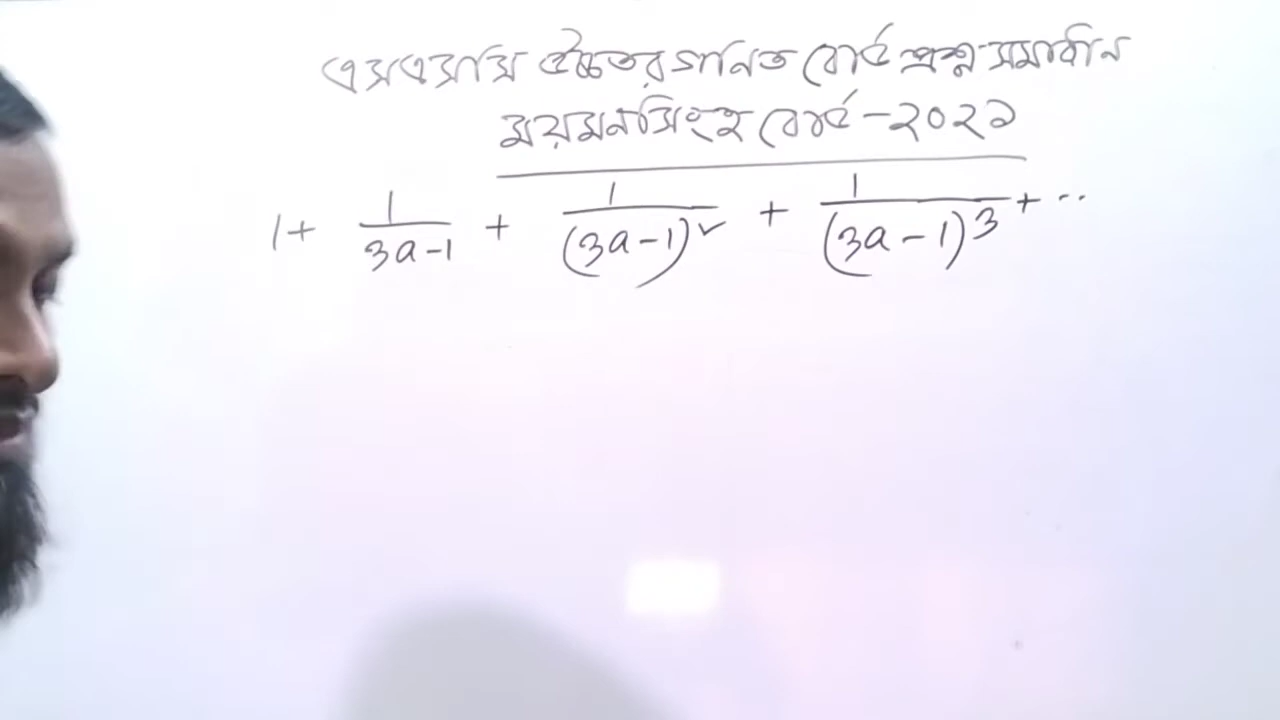 এসএসসি উচ্চতর গনিত বোর্ড প্রশ্ন সমাধান
ময়মনসিংহ বোর্ড - ২০২১
1 + 1/(3a-1) + 1/(3a-1)² + 1/(3a-1)³ + ..